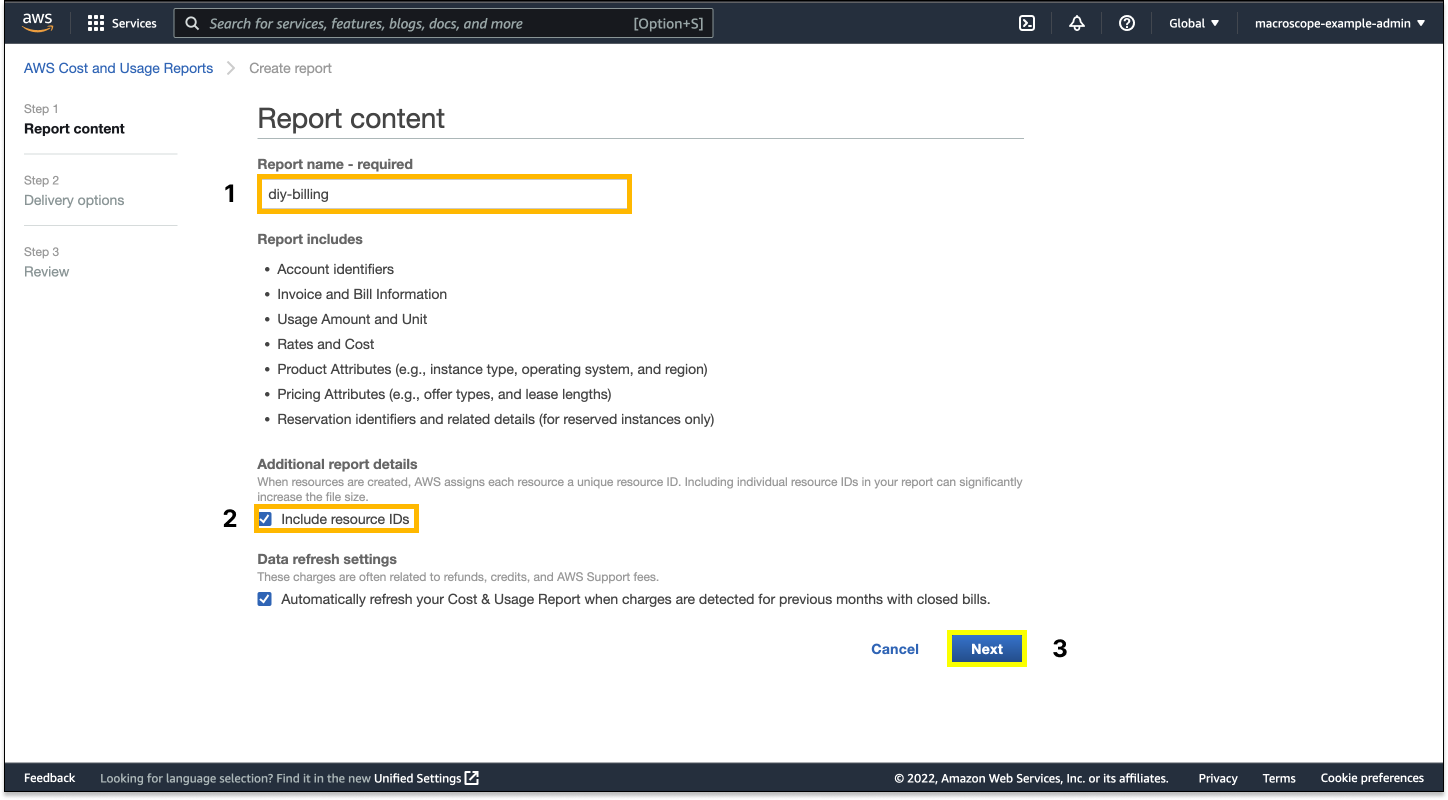 aws Services Search for services, features, blogs, docs, and more [Option+S] Global macroscope-example-admin
AWS Cost and Usage Reports Create report
Step 1
Report content
Step 2
Delivery options
Step 3
Review
Report content
Report name - required
1 diy-billing
Report includes
• Account identifiers
• Invoice and Bill Information
• Usage Amount and Unit
• Rates and Cost
• Product Attributes (e.g., instance type, operating system, and region)
• Pricing Attributes (e.g., offer types, and lease lengths)
• Reservation identifiers and related details (for reserved instances only)
Additional report details
When resources are created, AWS assigns each resource a unique resource ID. Including individual resource IDs in your report can significantly
increase the file size.
2 Include resource IDs
Data refresh settings
These charges are often related to refunds, credits, and AWS Support fees.
Automatically refresh your Cost & Usage Report when charges are detected for previous months with closed bills.
Cancel Next 3
Feedback Looking for language selection? Find it in the new Unified Settings © 2022, Amazon Web Services, Inc. or its affiliates. Privacy Terms Cookie preferences